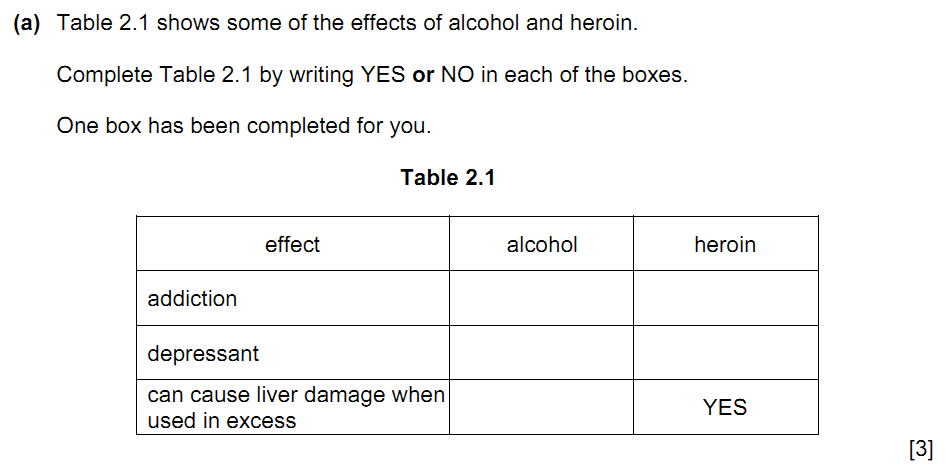 (a) Table 2.1 shows some of the effects of alcohol and heroin.
Complete Table 2.1 by writing YES or NO in each of the boxes.
One box has been completed for you.
Table 2.1
effect alcohol heroin
addiction
depressant
can cause liver damage when
used in excess
YES
[3]